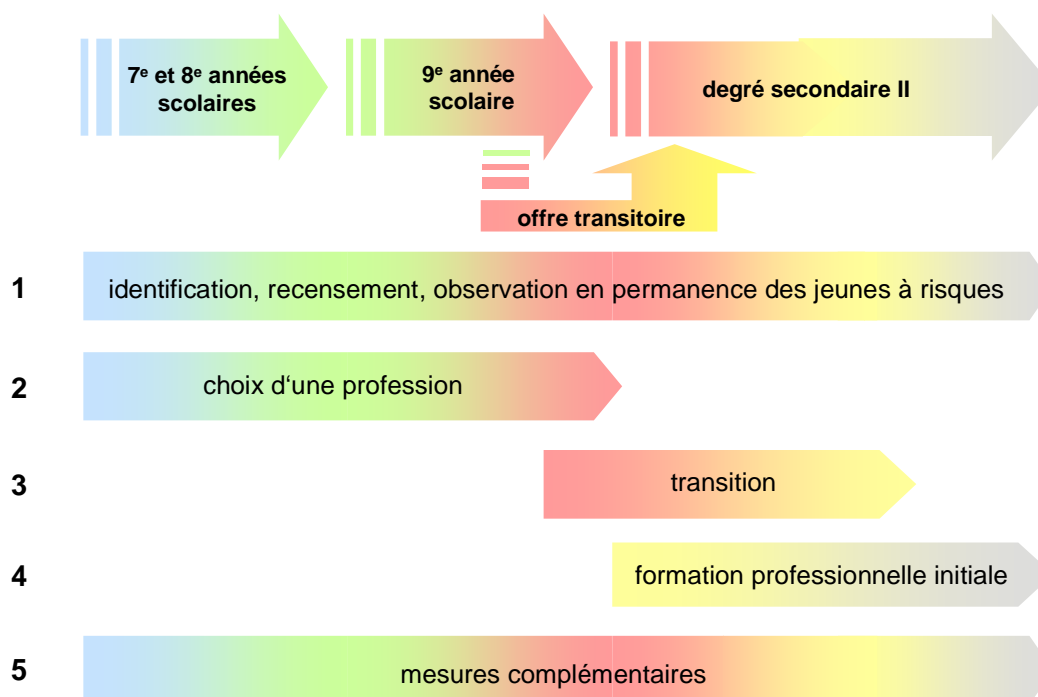 7e et 8e années
scolaires
9e année
scolaire
degré secondaire II
offre transitoire
1
identification, recensement, observation en permanence des jeunes à risques
2
choix d‘une profession
3
transition
4
formation professionnelle initiale
5
mesures complémentaires